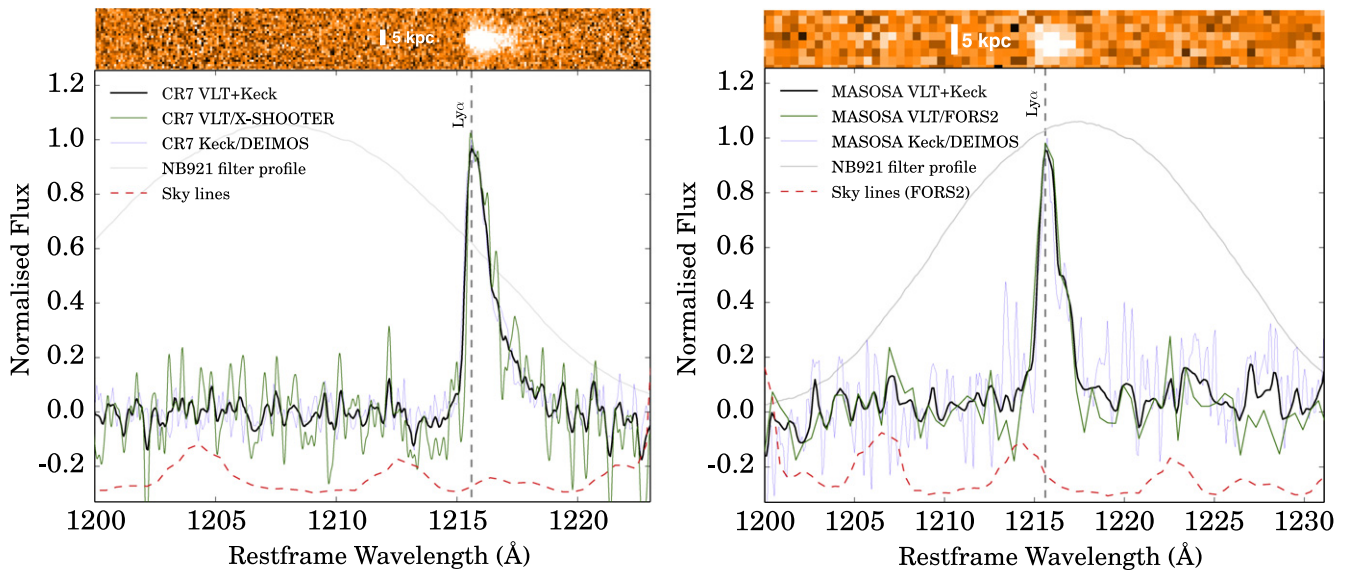 5 kpc
1.2
1.0
0.8
0.6
0.4
0.2
0.0
-0.2
Normalised Flux
CR7 VLT+Keck
CR7 VLT/X-SHOOTER
CR7 Keck/DEIMOS
NB921 filter profile
Sky lines
Lyα
1200 1205 1210 1215 1220
Restframe Wavelength (Å)
5 kpc
1.2
1.0
0.8
0.6
0.4
0.2
0.0
-0.2
Normalised Flux
MASOSA VLT+Keck
MASOSA VLT/FORS2
MASOSA Keck/DEIMOS
NB921 filter profile
Sky lines (FORS2)
Lyα
1200 1205 1210 1215 1220 1225 1230
Restframe Wavelength (Å)